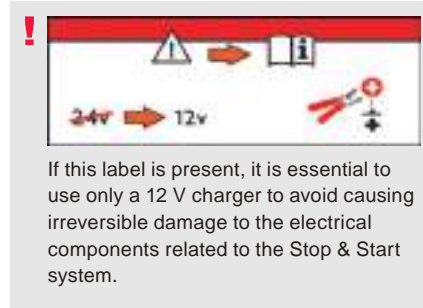 !
24v 12v
If this label is present, it is essential to
use only a 12 V charger to avoid causing
irreversible damage to the electrical
components related to the Stop & Start
system.